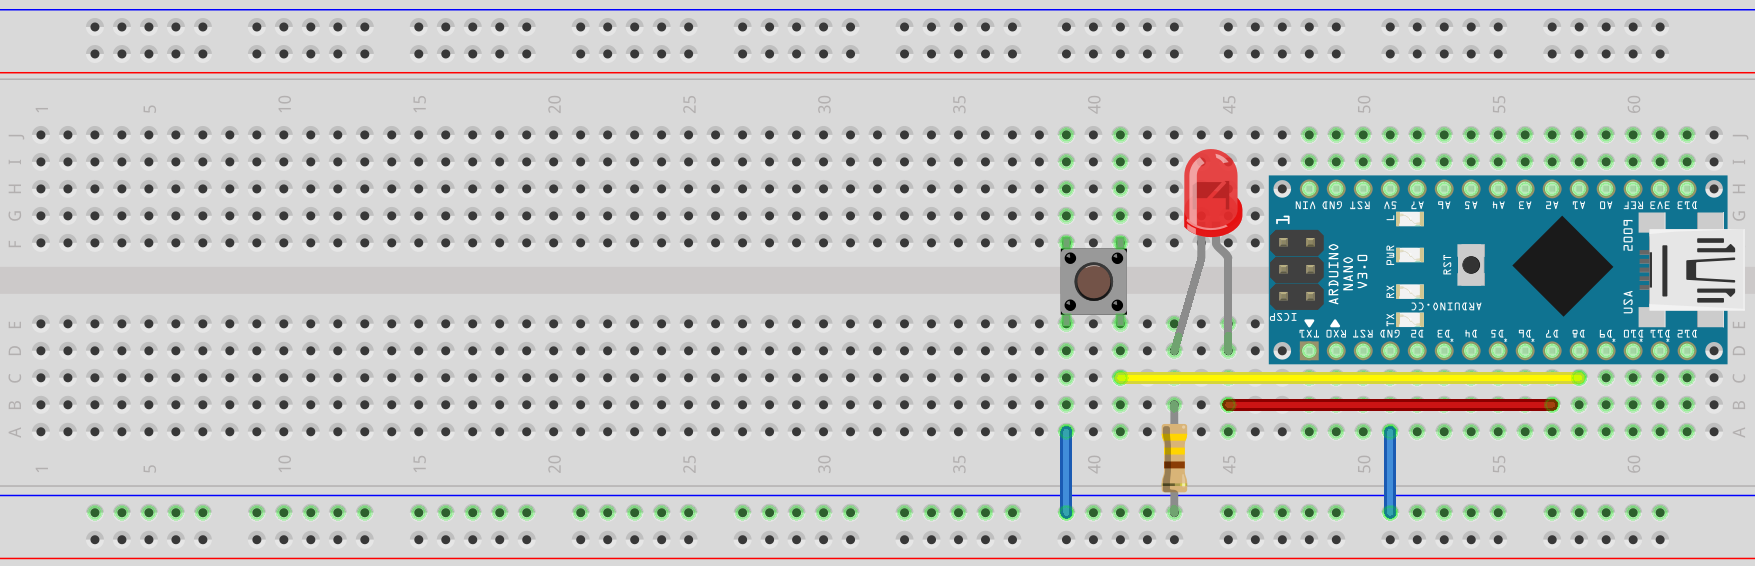 1 5 10 15 20 25 30 35 40 45 50 55 60
J J
I I
H H
G G
F F
VIN GND RST 5V A7 A6 A5 A4 A3 A2 A1 A0 REF 3V3 D13
1
L
PWR
RX
TX
RST
ARDUINO
NANO
V3.0
ARDUINO.CC
ICSP
TX1 RX0 RST GND D2 D3* D4 D5* D6* D7 D8 D9* D10* D11* D12
E E
D D
C C
B B
A A
1 5 10 15 20 25 30 35 40 45 50 55 60
USA
2009